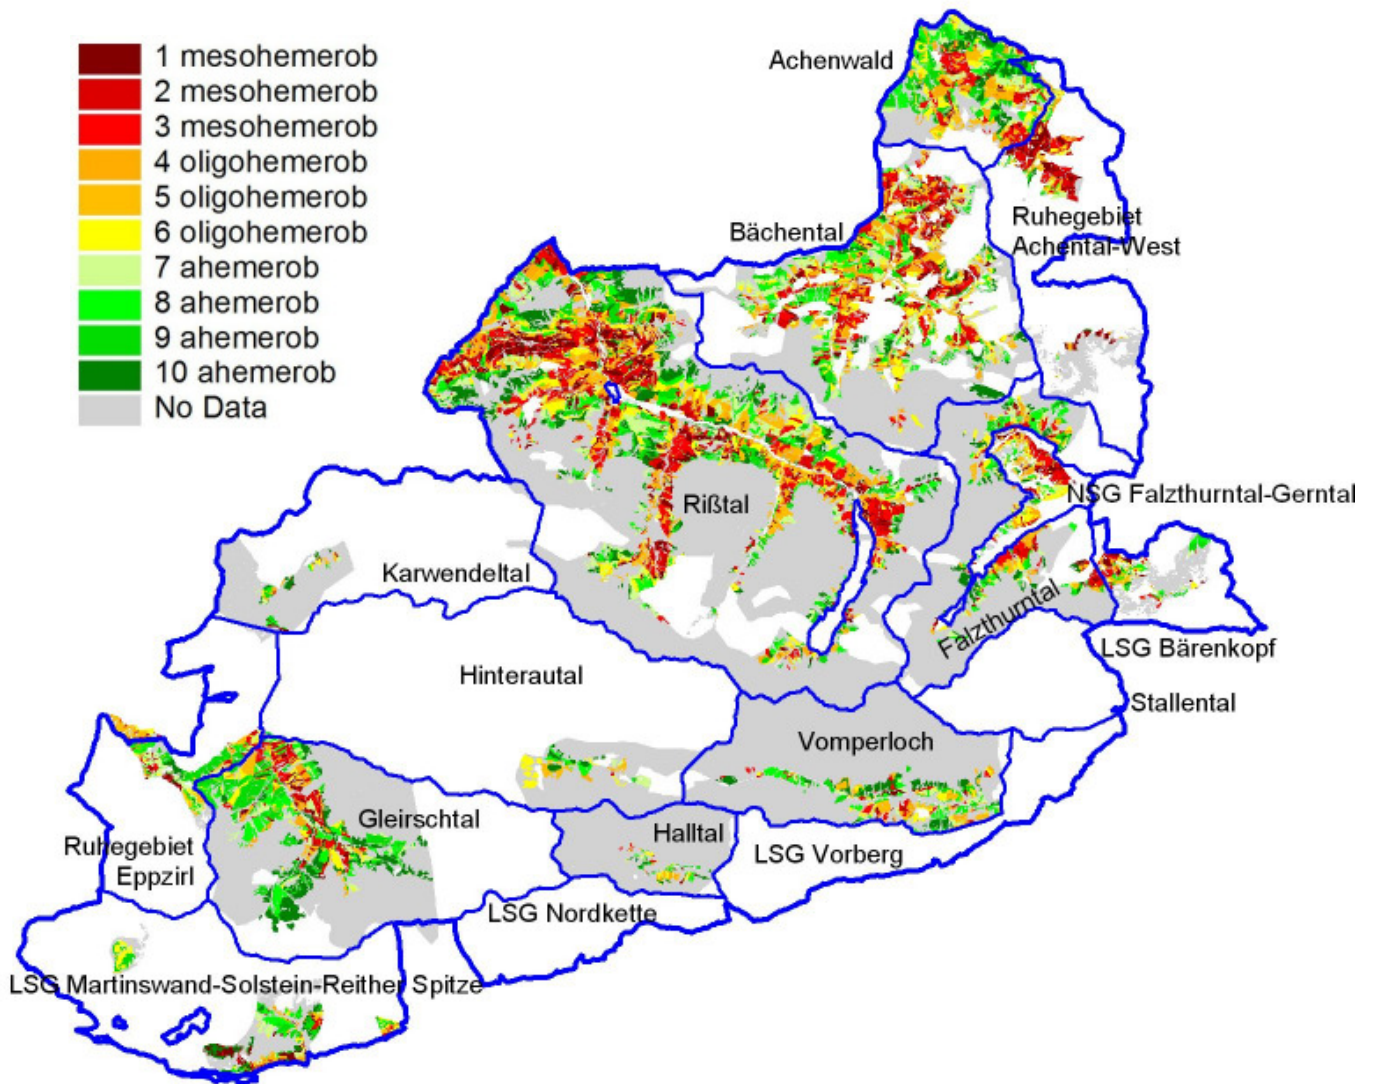 1 mesohemerob
2 mesohemerob
3 mesohemerob
4 oligohemerob
5 oligohemerob
6 oligohemerob
7 ahemerob
8 ahemerob
9 ahemerob
10 ahemerob
No Data
Achenwald
Ruhegebiet
Achental-West
Bächental
NSG Falzthurntal-Gerntal
Rißtal
Karwendeltal
Falzthurntal
LSG Bärenkopf
Hinterautal
Stallental
Vomperloch
Gleirschtal
Halltal
Ruhegebiet
Eppzirl
LSG Vorberg
LSG Nordkette
LSG Martinswand-Solstein-Reither Spitze